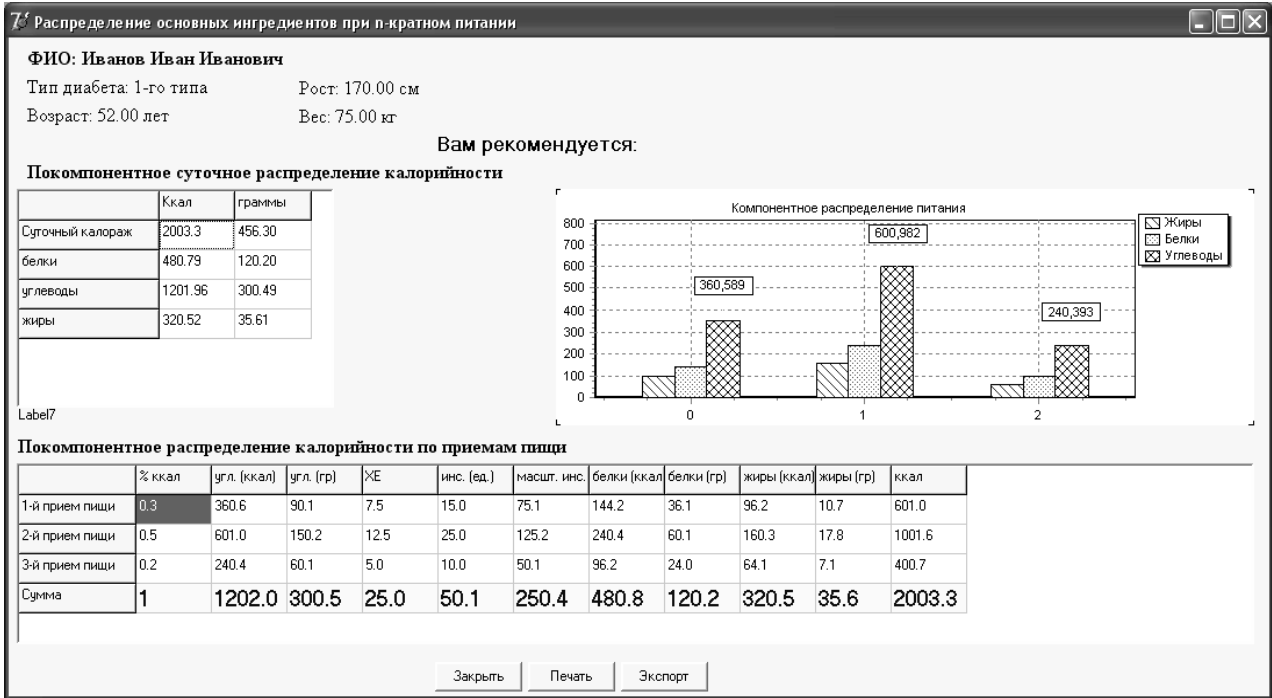 Распределение основных ингредиентов при n-кратном питании
ФИО: Иванов Иван Иванович
Тип диабета: 1-го типа Рост: 170.00 см
Возраст: 52.00 лет Вес: 75.00 кг
Вам рекомендуется:
Покомпонентное суточное распределение калорийности
Ккал граммы
Суточный калораж 2003.3 456.30
белки 480.79 120.20
углеводы 1201.96 300.49
жиры 320.52 35.61
Label7
Компонентное распределение питания
800
700
600
500
400
300
200
100
0
360,589
600,982
240,393
0 1 2
Жиры
Белки
Углеводы
Покомпонентное распределение калорийности по приемам пищи
% ккал угл. (ккал) угл. (гр) ХЕ инс. (ед.) масшт. инс. белки (ккал белки (гр) жиры (ккал) жиры (гр) ккал
1-й прием пищи 0.3 360.6 90.1 7.5 15.0 75.1 144.2 36.1 96.2 10.7 601.0
2-й прием пищи 0.5 601.0 150.2 12.5 25.0 125.2 240.4 60.1 160.3 17.8 1001.6
3-й прием пищи 0.2 240.4 60.1 5.0 10.0 50.1 96.2 24.0 64.1 7.1 400.7
Сумма 1 1202.0 300.5 25.0 50.1 250.4 480.8 120.2 320.5 35.6 2003.3
Закрыть Печать Экспорт